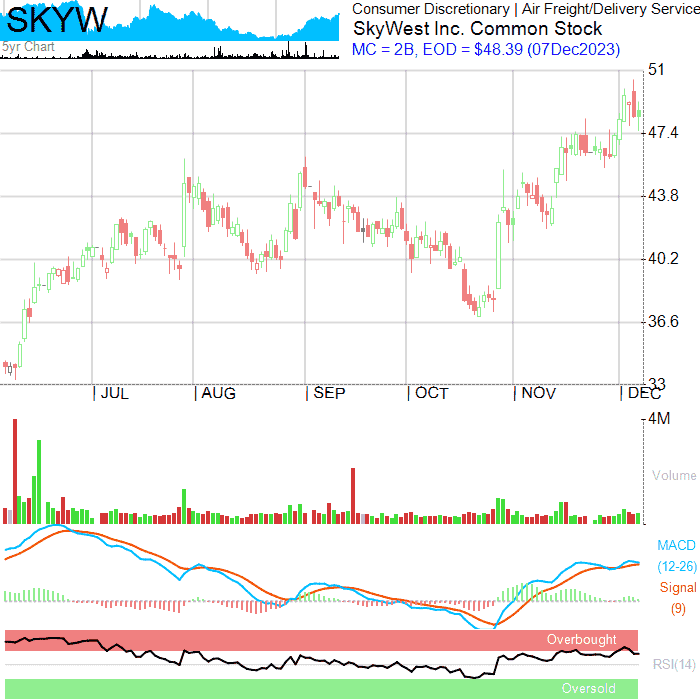 SKYW
5yr Chart
Consumer Discretionary | Air Freight/Delivery Service
SkyWest Inc. Common Stock
MC = 2B, EOD = $48.39 (07Dec2023)
51
47.4
43.8
40.2
36.6
33
JUL AUG SEP OCT NOV DEC
4M
Volume
MACD
(12-26)
Signal
(9)
Overbought
RSI(14)
Oversold